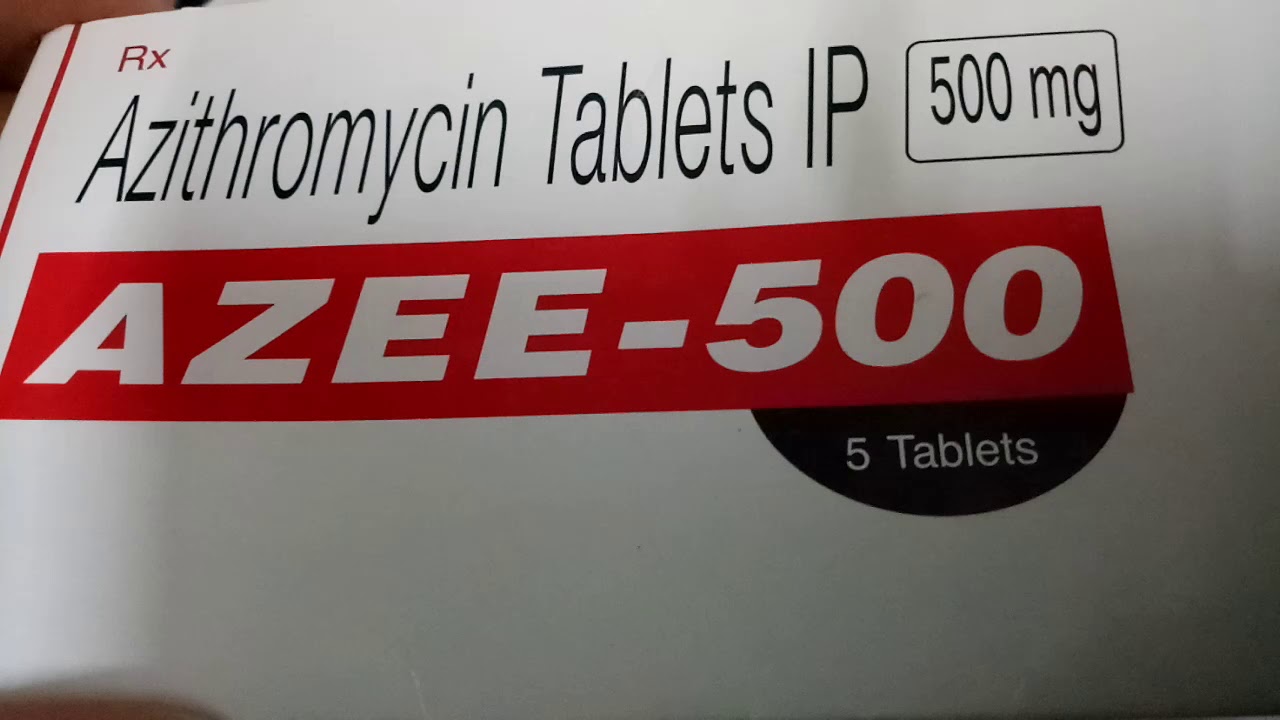 Rx
Azithromycin Tablets IP 500 mg
AZEE-500
5 Tablets